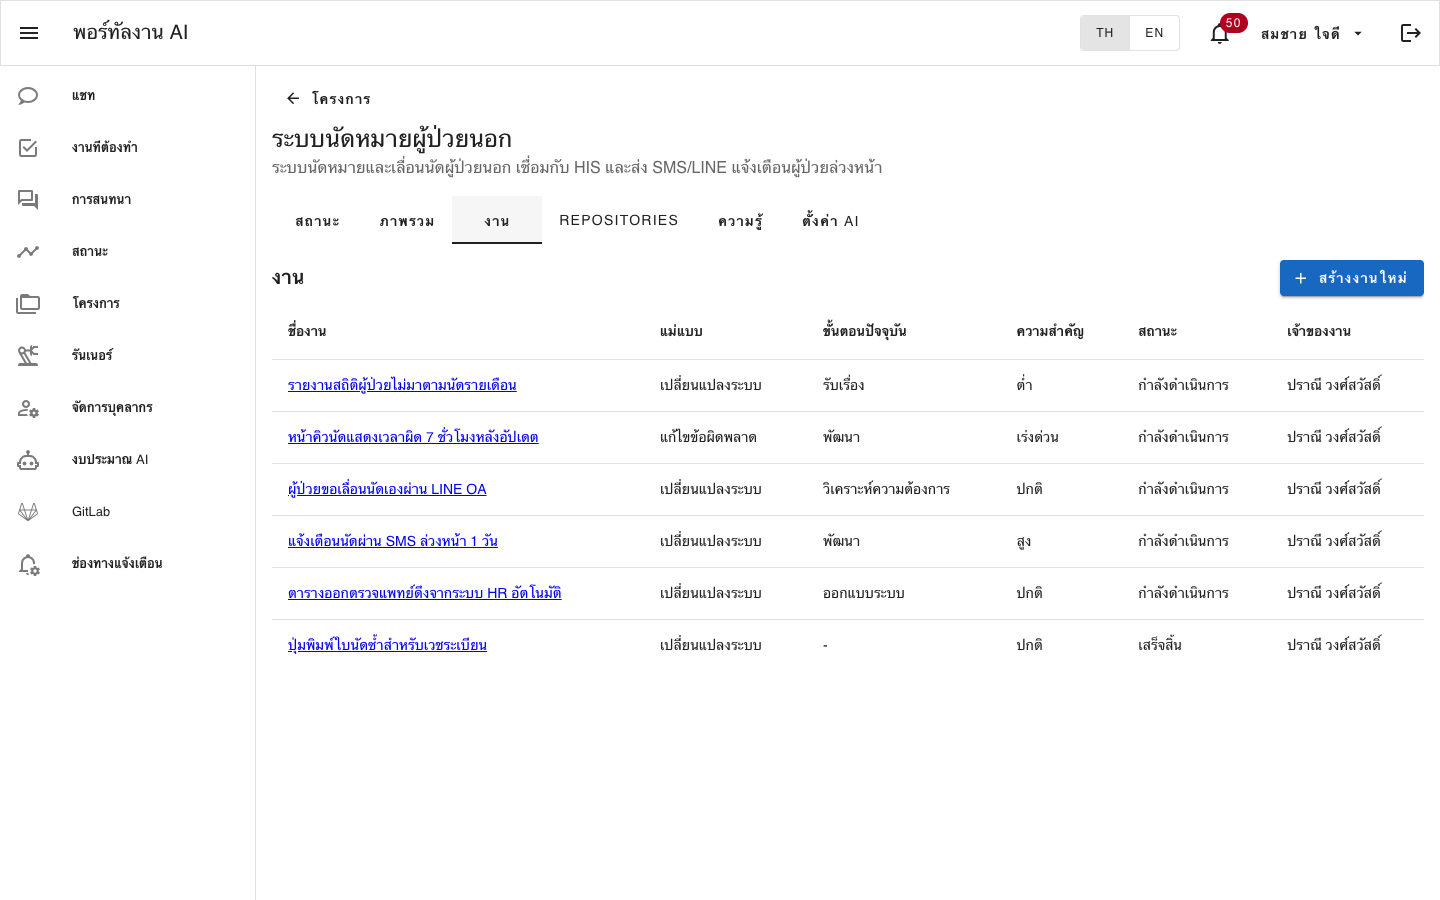 พอร์ทัลงาน AI
TH
EN
50
สมชาย ใจดี
แชท
งานที่ต้องทำ
การสนทนา
สถานะ
โครงการ
รันเนอร์
จัดการบุคลากร
งบประมาณ AI
GitLab
ช่องทางแจ้งเตือน
โครงการ
ระบบนัดหมายผู้ป่วยนอก
ระบบนัดหมายและเลื่อนนัดผู้ป่วยนอก เชื่อมกับ HIS และส่ง SMS/LINE แจ้งเตือนผู้ป่วยล่วงหน้า
สถานะ ภาพรวม งาน REPOSITORIES ความรู้ ตั้งค่า AI
งาน
สร้างงานใหม่
ชื่องาน แม่แบบ ขั้นตอนปัจจุบัน ความสำคัญ สถานะ เจ้าของงาน
รายงานสถิติผู้ป่วยไม่มาตามนัดรายเดือน เปลี่ยนแปลงระบบ รับเรื่อง ต่ำ กำลังดำเนินการ ปราณี วงศ์สวัสดิ์
หน้าคิวนัดแสดงเวลาผิด 7 ชั่วโมงหลังอัปเดต แก้ไขข้อผิดพลาด พัฒนา เร่งด่วน กำลังดำเนินการ ปราณี วงศ์สวัสดิ์
ผู้ป่วยขอเลื่อนนัดเองผ่าน LINE OA เปลี่ยนแปลงระบบ วิเคราะห์ความต้องการ ปกติ กำลังดำเนินการ ปราณี วงศ์สวัสดิ์
แจ้งเตือนนัดผ่าน SMS ล่วงหน้า 1 วัน เปลี่ยนแปลงระบบ พัฒนา สูง กำลังดำเนินการ ปราณี วงศ์สวัสดิ์
ตารางออกตรวจแพทย์ดึงจากระบบ HR อัตโนมัติ เปลี่ยนแปลงระบบ ออกแบบระบบ ปกติ กำลังดำเนินการ ปราณี วงศ์สวัสดิ์
ปุ่มพิมพ์ใบนัดซ้ำสำหรับเวชระเบียน เปลี่ยนแปลงระบบ - ปกติ เสร็จสิ้น ปราณี วงศ์สวัสดิ์